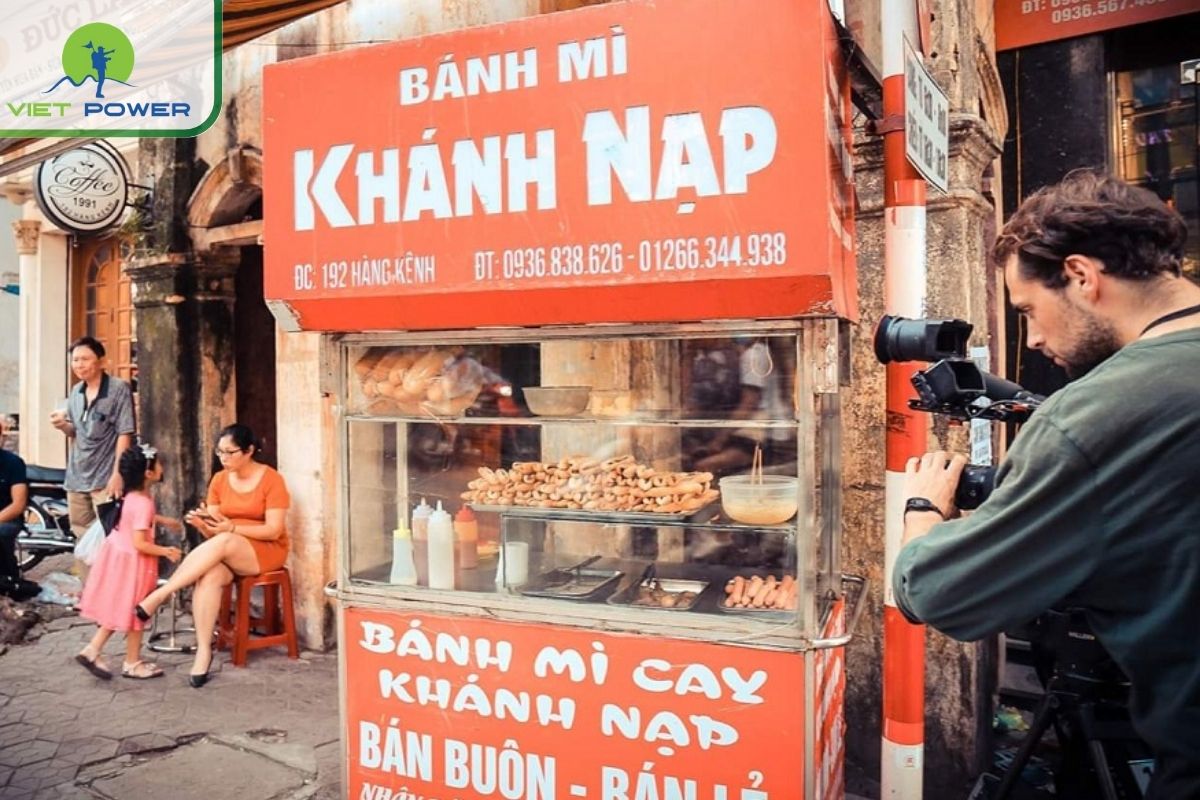 VIET POWER
ĐỨC
Coffee
1991
BÁNH MÌ
KHÁNH NẠP
ĐC: 192 HÀNG KÊNH ĐT: 0936.838.626 - 01266.344.938
BÁNH MÌ CAY
KHÁNH NẠP
BÁN BUÔN - BÁN LẺ